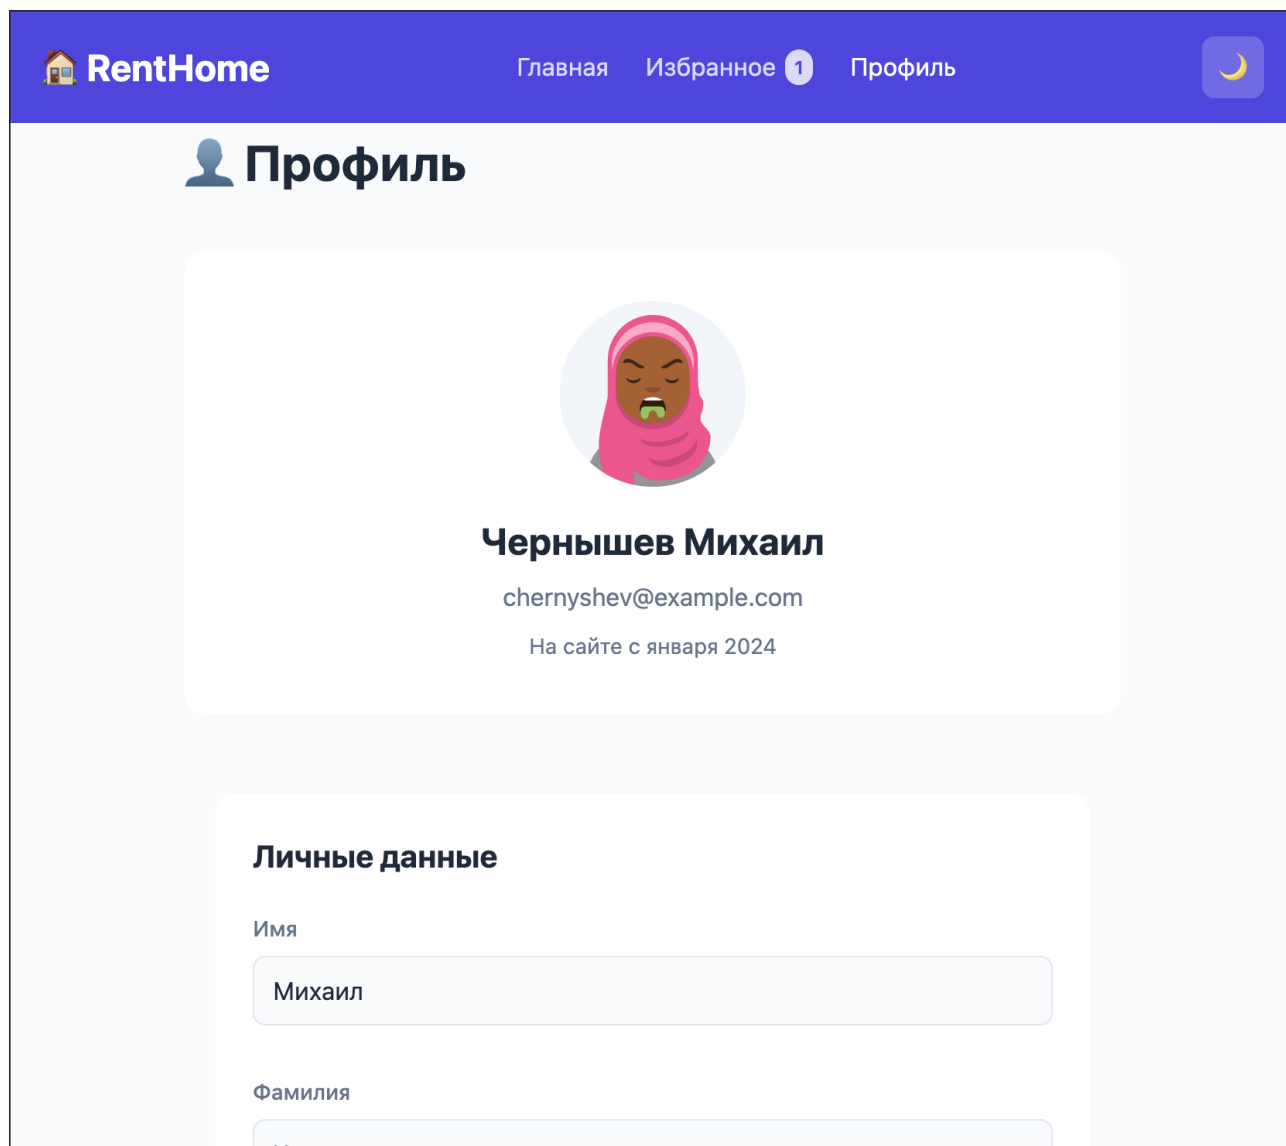 RentHome
Главная Избранное 1 Профиль
Профиль
Чернышев Михаил
chernyshev@example.com
На сайте с января 2024
Личные данные
Имя
Михаил
Фамилия